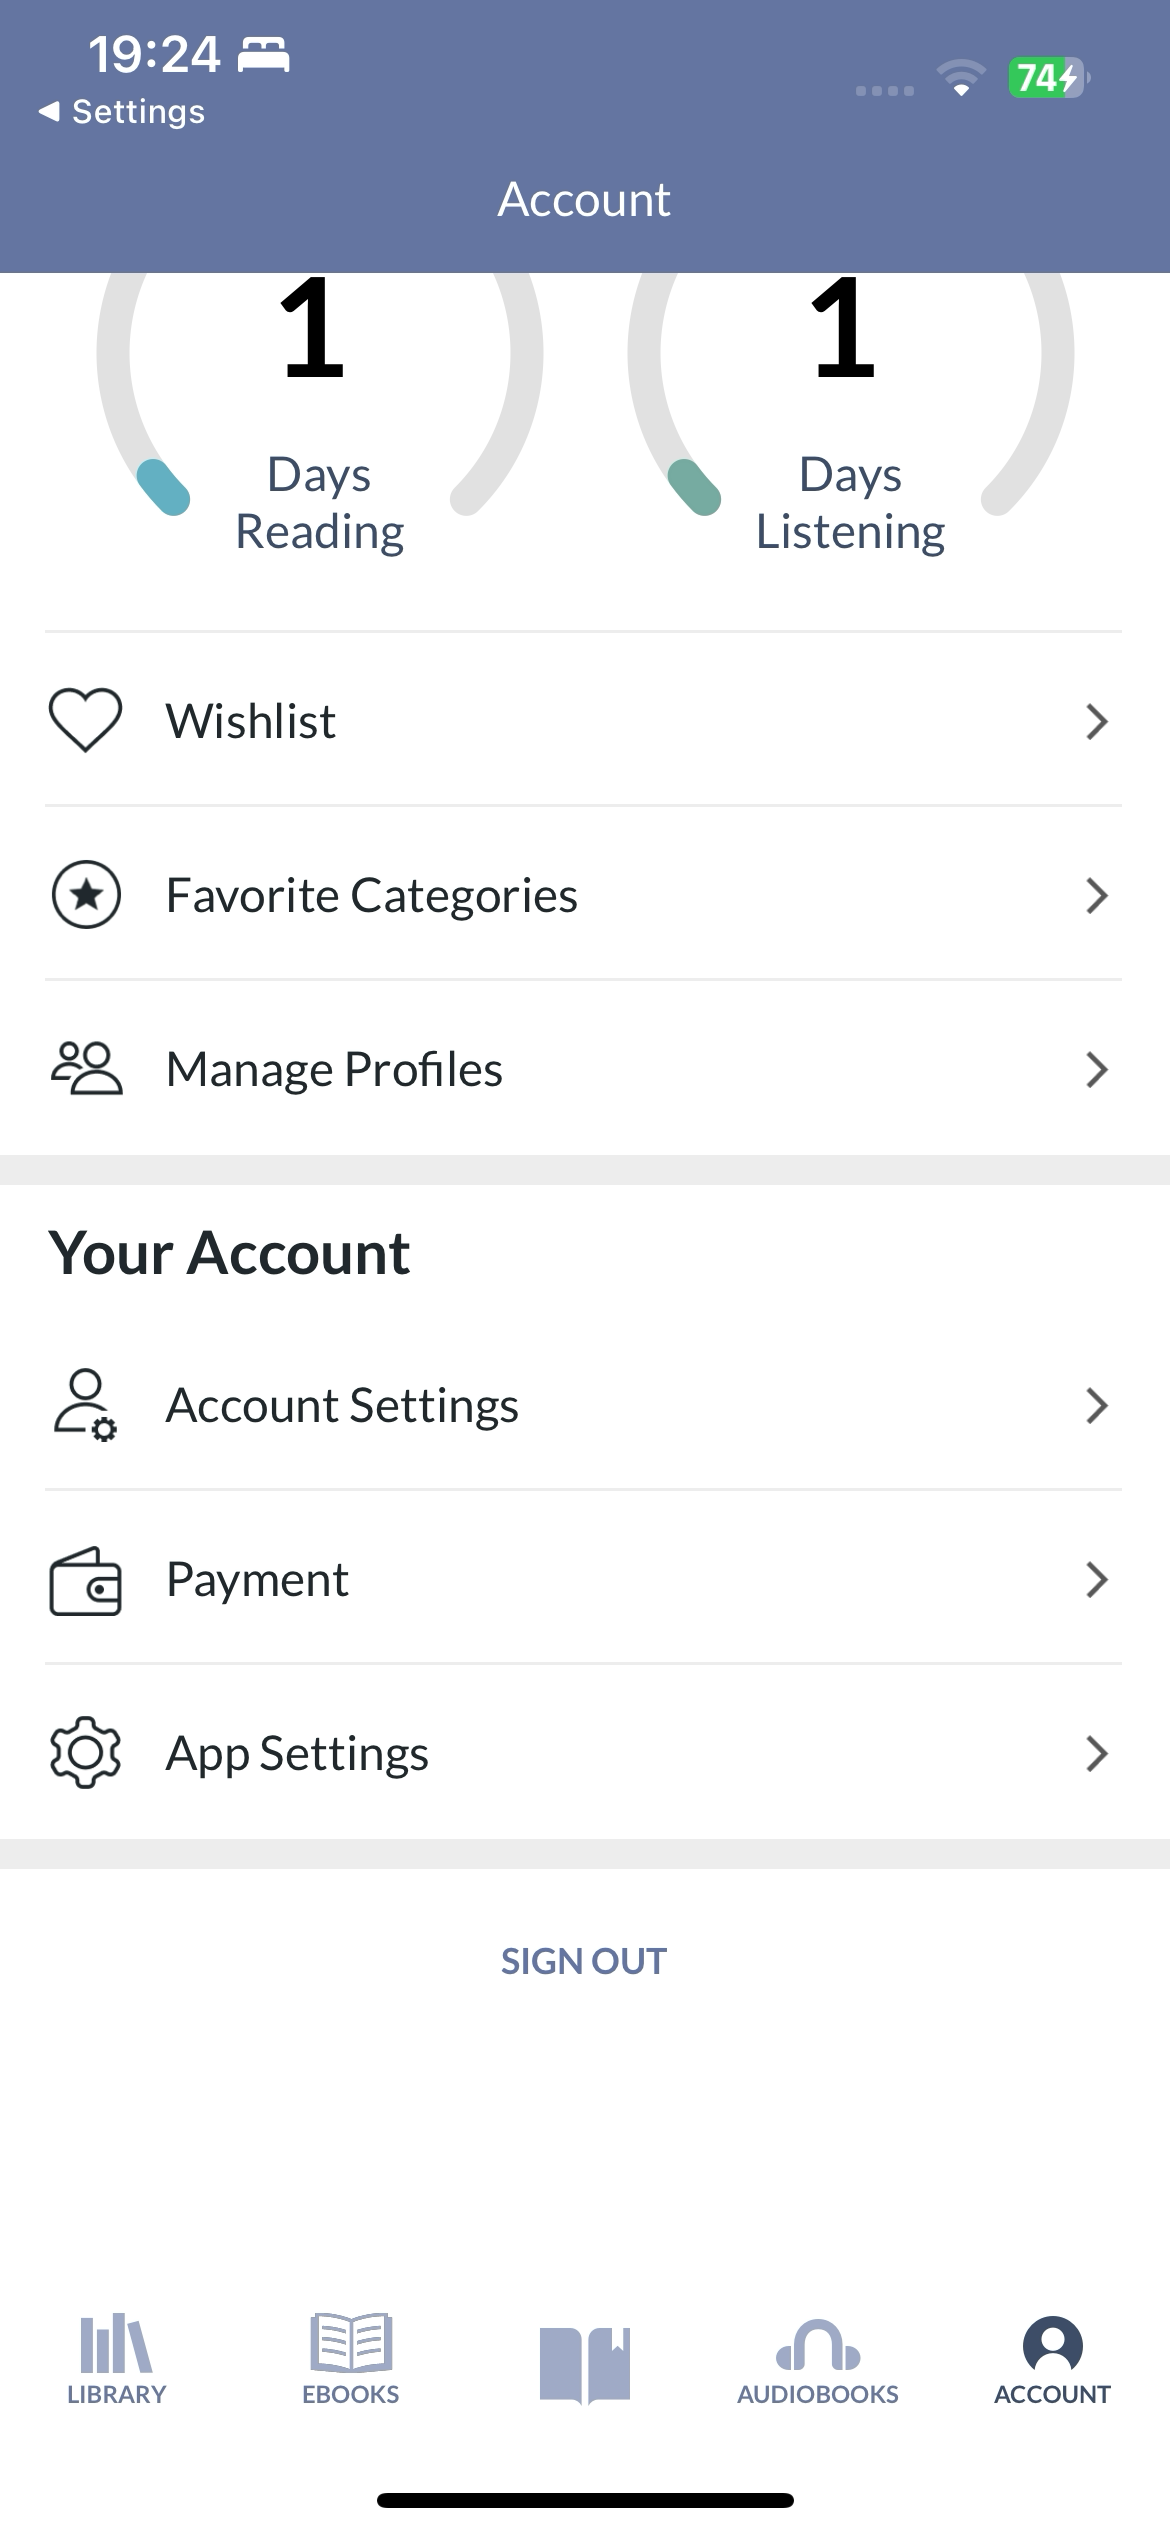 19:24
74
Settings
Account
1
1
Days
Reading
Days
Listening
Wishlist
Favorite Categories
Manage Profiles
Your Account
Account Settings
Payment
App Settings
SIGN OUT
LIBRARY
EBOOKS
AUDIOBOOKS
ACCOUNT